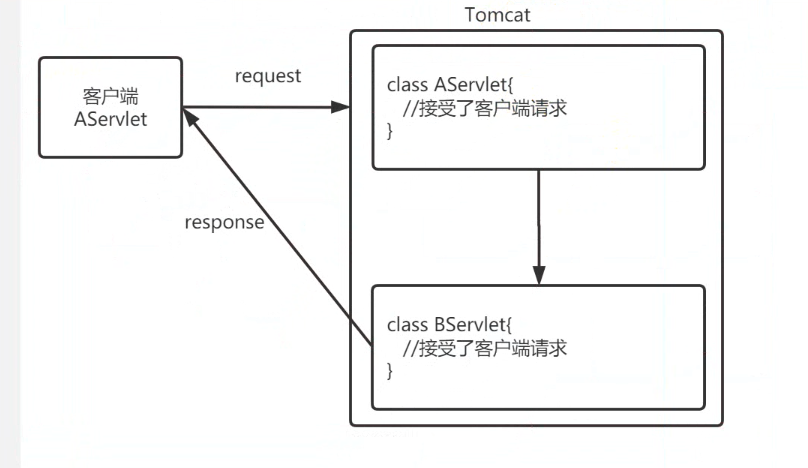 Tomcat
客户端
AServlet
request
class AServlet{
//接受了客户端请求
}
response
class BServlet{
//接受了客户端请求
}